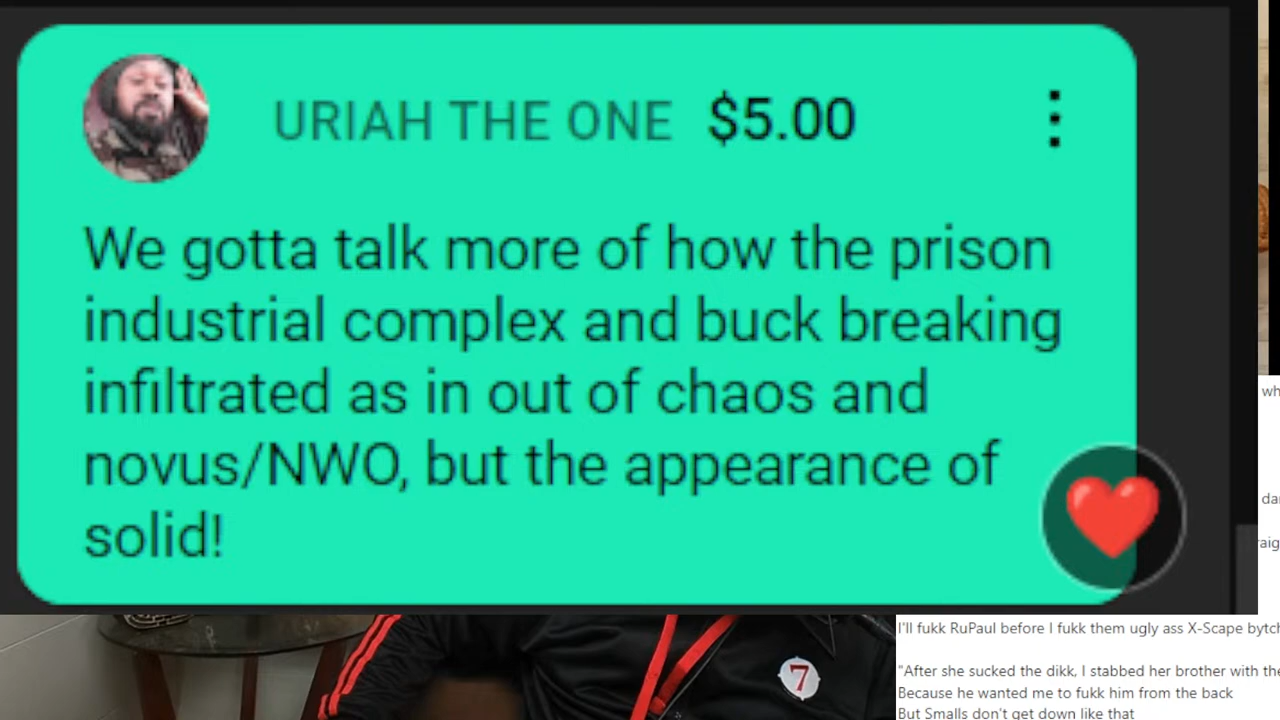 URIAH THE ONE $5.00
We gotta talk more of how the prison
industrial complex and buck breaking
infiltrated as in out of chaos and
novus/NWO, but the appearance of
solid!
7
I'll fukk RuPaul before I fukk them ugly ass X-Scape bytch
"After she sucked the dikk, I stabbed her brother with the
Because he wanted me to fukk him from the back
But Smalls don't get down like that